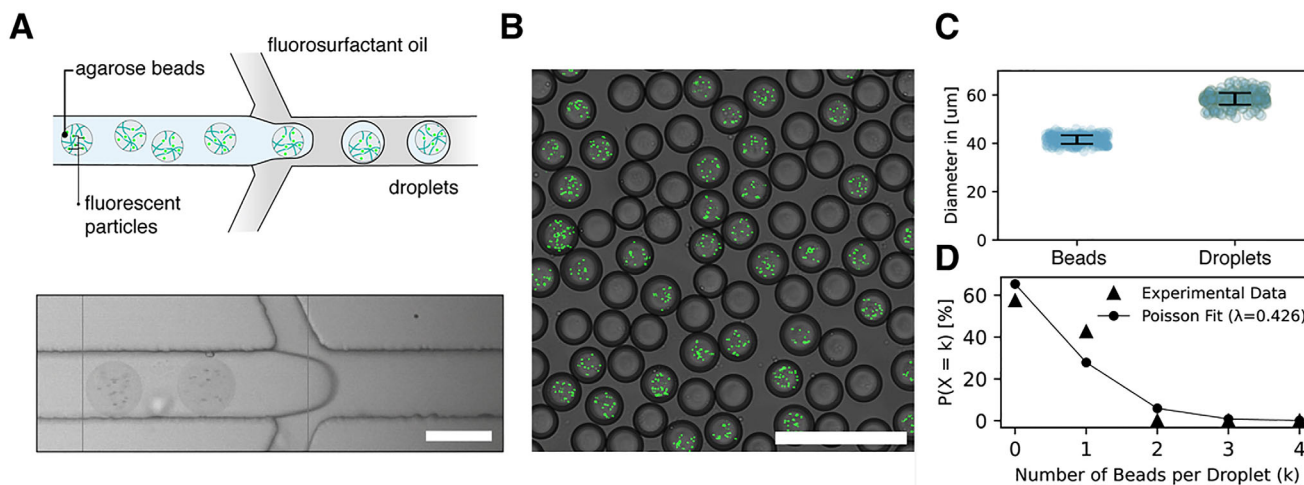 A
fluorosurfactant oil
agarose beads
droplets
fluorescent
particles
B
C
Diameter in [um]
60
40
20
0
Beads
Droplets
D
P(X = k) [%]
60
40
20
0
Experimental Data
Poisson Fit (λ=0.426)
0
1
2
3
4
Number of Beads per Droplet (k)